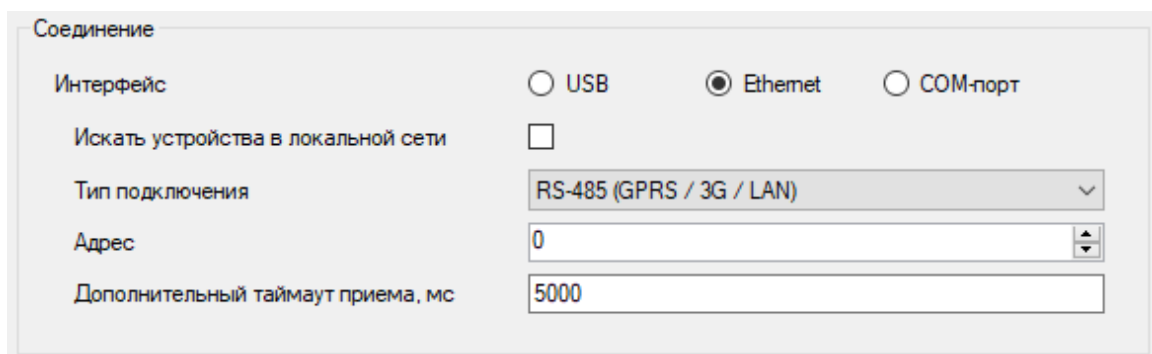 Соединение
Интерфейс USB Ethernet COM-порт
Искать устройства в локальной сети
Тип подключения RS-485 (GPRS / 3G / LAN)
Адрес 0
Дополнительный таймаут приема, мс 5000